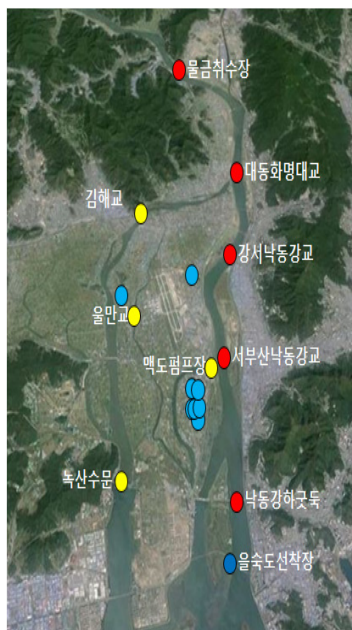 물금취수장
대동화명대교
김해교
강서낙동강교
울만교
서부산낙동강교
맥도펌프장
녹산수문
낙동강하굿둑
을숙도선착장